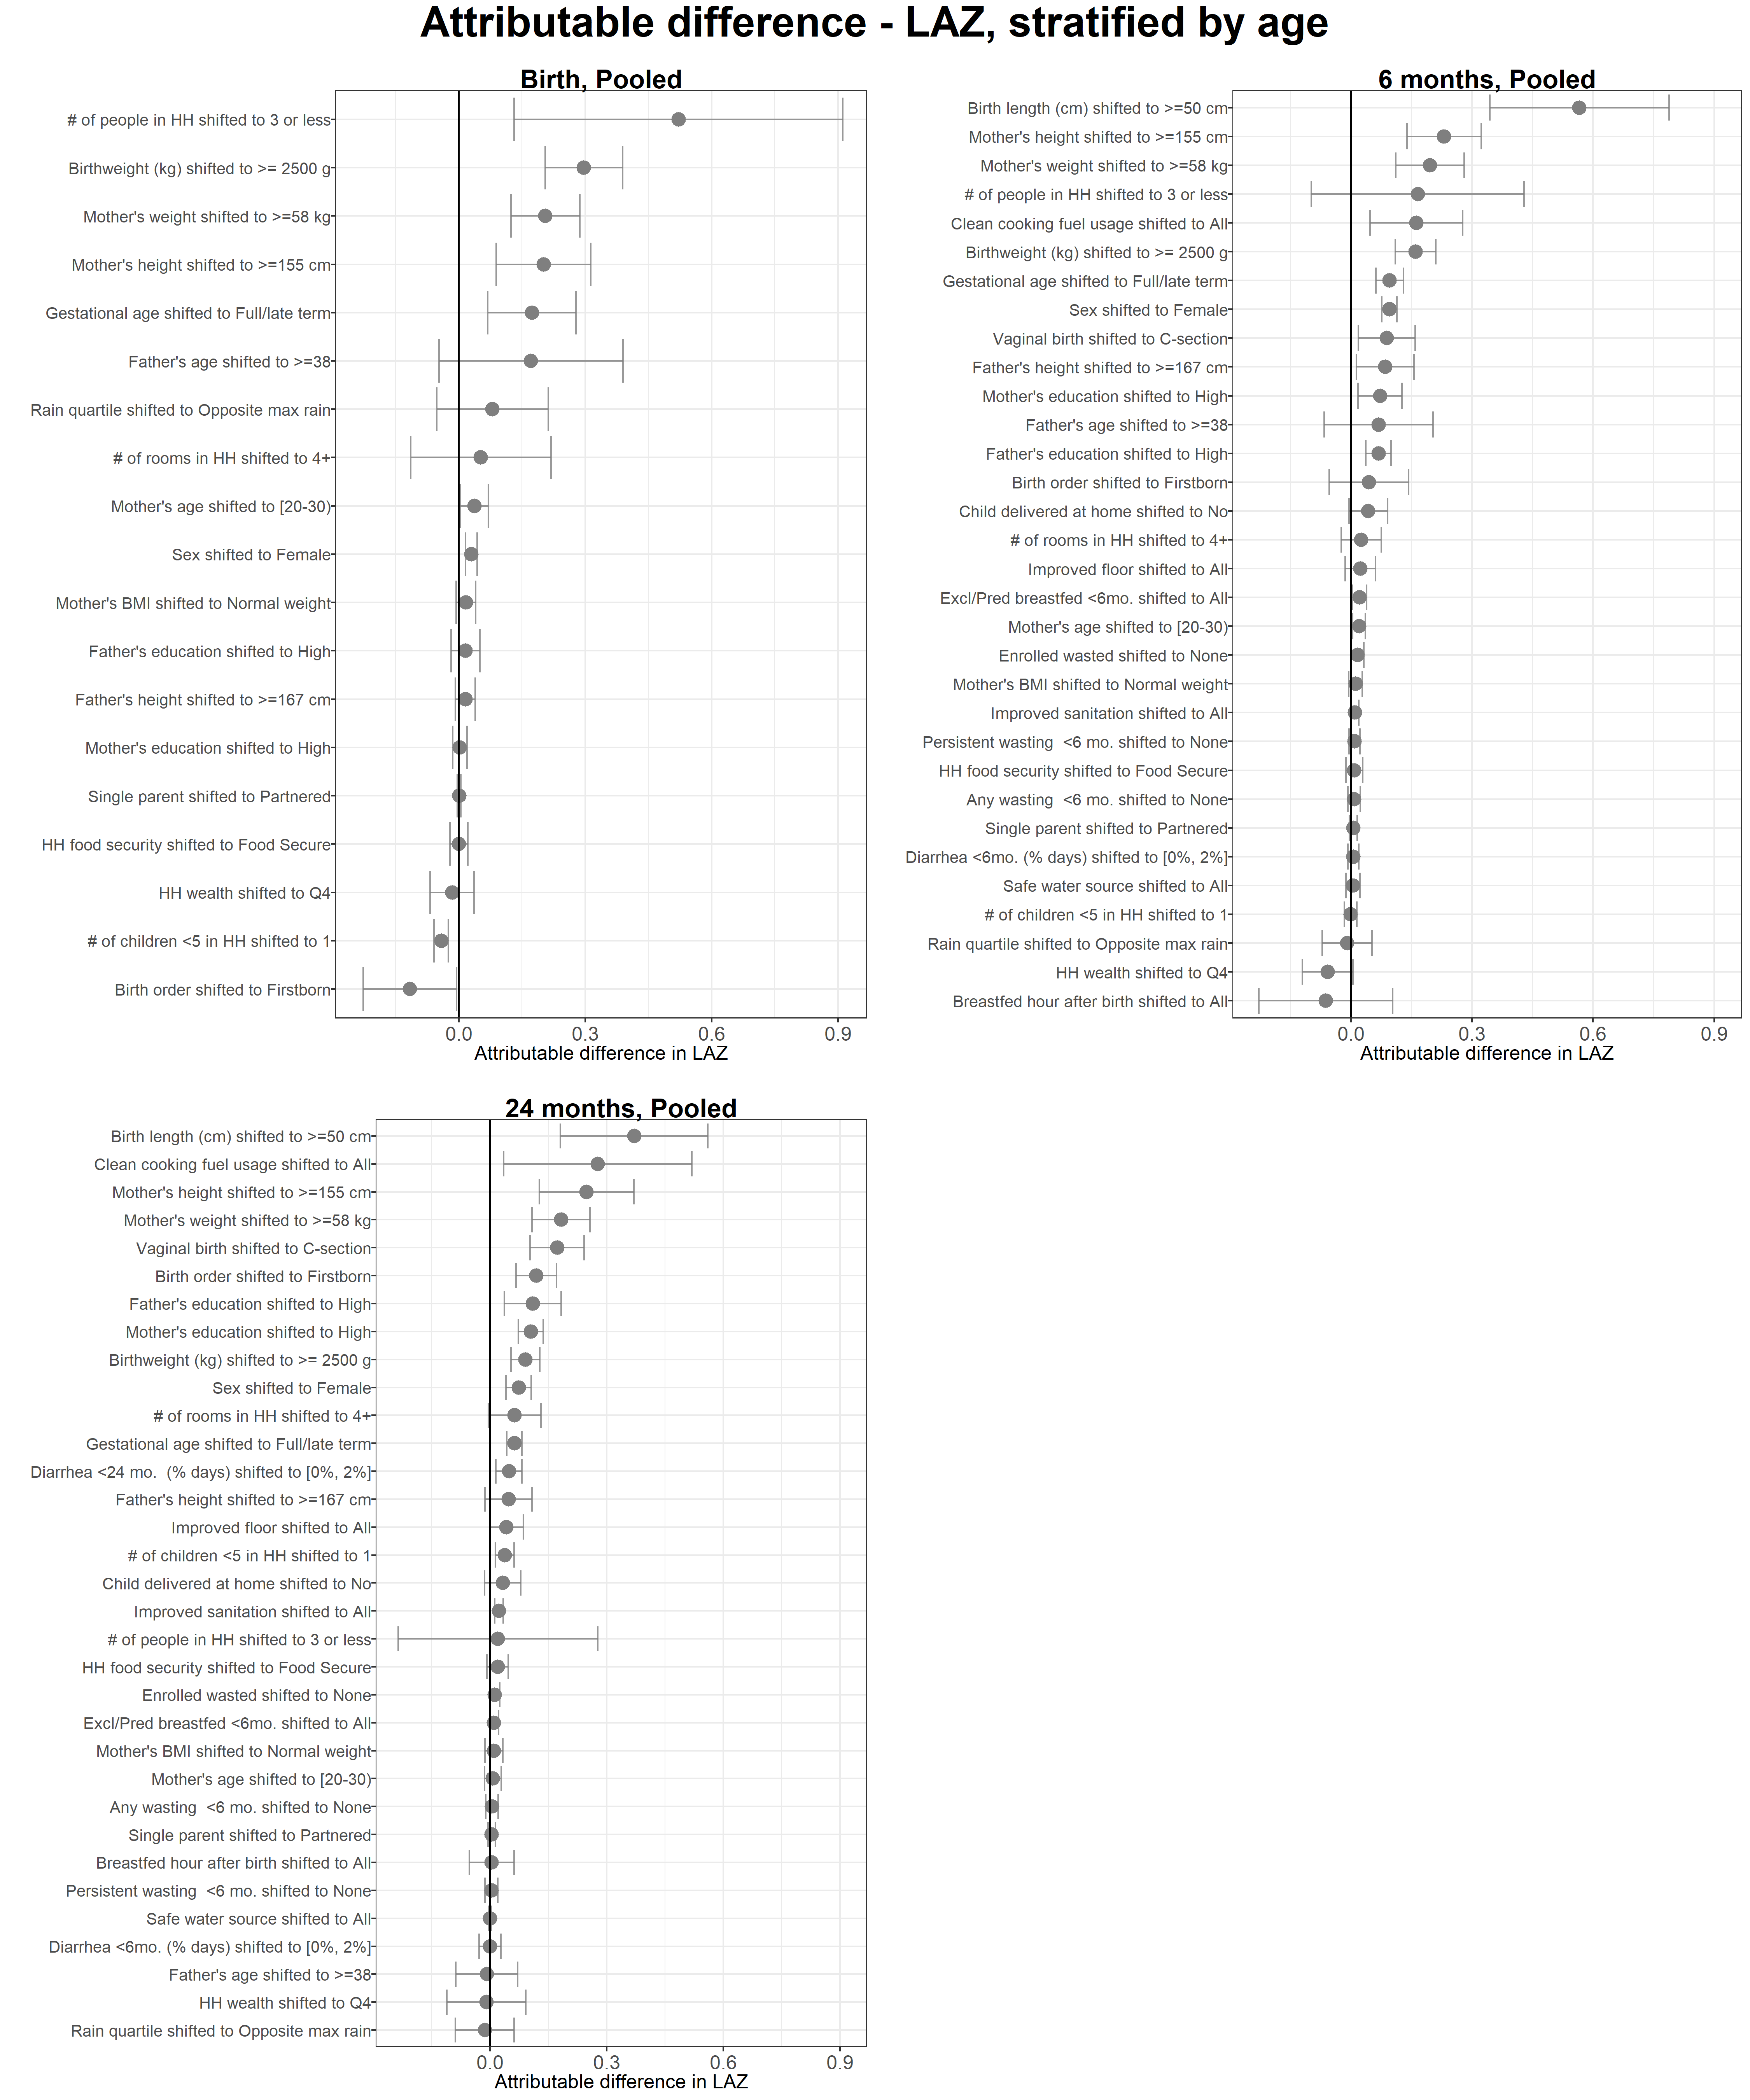 Attributable difference - LAZ, stratified by age
Birth, Pooled
# of people in HH shifted to 3 or less
Birthweight (kg) shifted to >= 2500 g
Mother's weight shifted to >=58 kg
Mother's height shifted to >=155 cm
Gestational age shifted to Full/late term
Father's age shifted to >=38
Rain quartile shifted to Opposite max rain
# of rooms in HH shifted to 4+
Mother's age shifted to [20-30)
Sex shifted to Female
Mother's BMI shifted to Normal weight
Father's education shifted to High
Father's height shifted to >=167 cm
Mother's education shifted to High
Single parent shifted to Partnered
HH food security shifted to Food Secure
HH wealth shifted to Q4
# of children <5 in HH shifted to 1
Birth order shifted to Firstborn
0.0 0.3 0.6 0.9
Attributable difference in LAZ
6 months, Pooled
Birth length (cm) shifted to >=50 cm
Mother's height shifted to >=155 cm
Mother's weight shifted to >=58 kg
# of people in HH shifted to 3 or less
Clean cooking fuel usage shifted to All
Birthweight (kg) shifted to >= 2500 g
Gestational age shifted to Full/late term
Sex shifted to Female
Vaginal birth shifted to C-section
Father's height shifted to >=167 cm
Mother's education shifted to High
Father's age shifted to >=38
Father's education shifted to High
Birth order shifted to Firstborn
Child delivered at home shifted to No
# of rooms in HH shifted to 4+
Improved floor shifted to All
Excl/Pred breastfed <6mo. shifted to All
Mother's age shifted to [20-30)
Enrolled wasted shifted to None
Mother's BMI shifted to Normal weight
Improved sanitation shifted to All
Persistent wasting  <6 mo. shifted to None
HH food security shifted to Food Secure
Any wasting  <6 mo. shifted to None
Single parent shifted to Partnered
Diarrhea <6mo. (% days) shifted to [0%, 2%]
Safe water source shifted to All
# of children <5 in HH shifted to 1
Rain quartile shifted to Opposite max rain
HH wealth shifted to Q4
Breastfed hour after birth shifted to All
0.0 0.3 0.6 0.9
Attributable difference in LAZ
24 months, Pooled
Birth length (cm) shifted to >=50 cm
Clean cooking fuel usage shifted to All
Mother's height shifted to >=155 cm
Mother's weight shifted to >=58 kg
Vaginal birth shifted to C-section
Birth order shifted to Firstborn
Father's education shifted to High
Mother's education shifted to High
Birthweight (kg) shifted to >= 2500 g
Sex shifted to Female
# of rooms in HH shifted to 4+
Gestational age shifted to Full/late term
Diarrhea <24 mo.  (% days) shifted to [0%, 2%]
Father's height shifted to >=167 cm
Improved floor shifted to All
# of children <5 in HH shifted to 1
Child delivered at home shifted to No
Improved sanitation shifted to All
# of people in HH shifted to 3 or less
HH food security shifted to Food Secure
Enrolled wasted shifted to None
Excl/Pred breastfed <6mo. shifted to All
Mother's BMI shifted to Normal weight
Mother's age shifted to [20-30)
Any wasting  <6 mo. shifted to None
Single parent shifted to Partnered
Breastfed hour after birth shifted to All
Persistent wasting  <6 mo. shifted to None
Safe water source shifted to All
Diarrhea <6mo. (% days) shifted to [0%, 2%]
Father's age shifted to >=38
HH wealth shifted to Q4
Rain quartile shifted to Opposite max rain
0.0 0.3 0.6 0.9
Attributable difference in LAZ